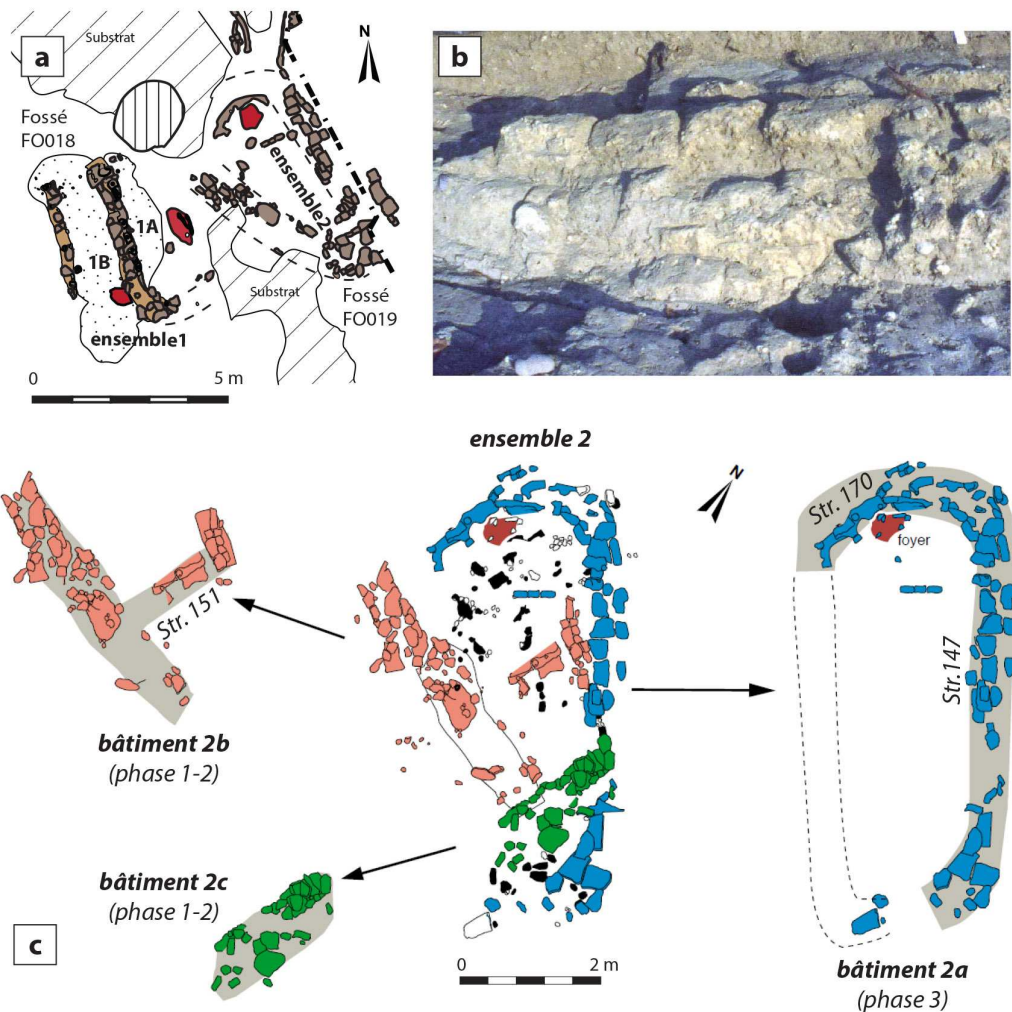 a
Substrat
N
Fossé
FO018
ensemble2
1A
1B
Substrat
ensemble1
Fossé
FO019
0
5 m
b
ensemble 2
N
Str. 170
foyer
Str.147
Str. 151
bâtiment 2b
(phase 1-2)
bâtiment 2c
(phase 1-2)
c
0
2 m
bâtiment 2a
(phase 3)